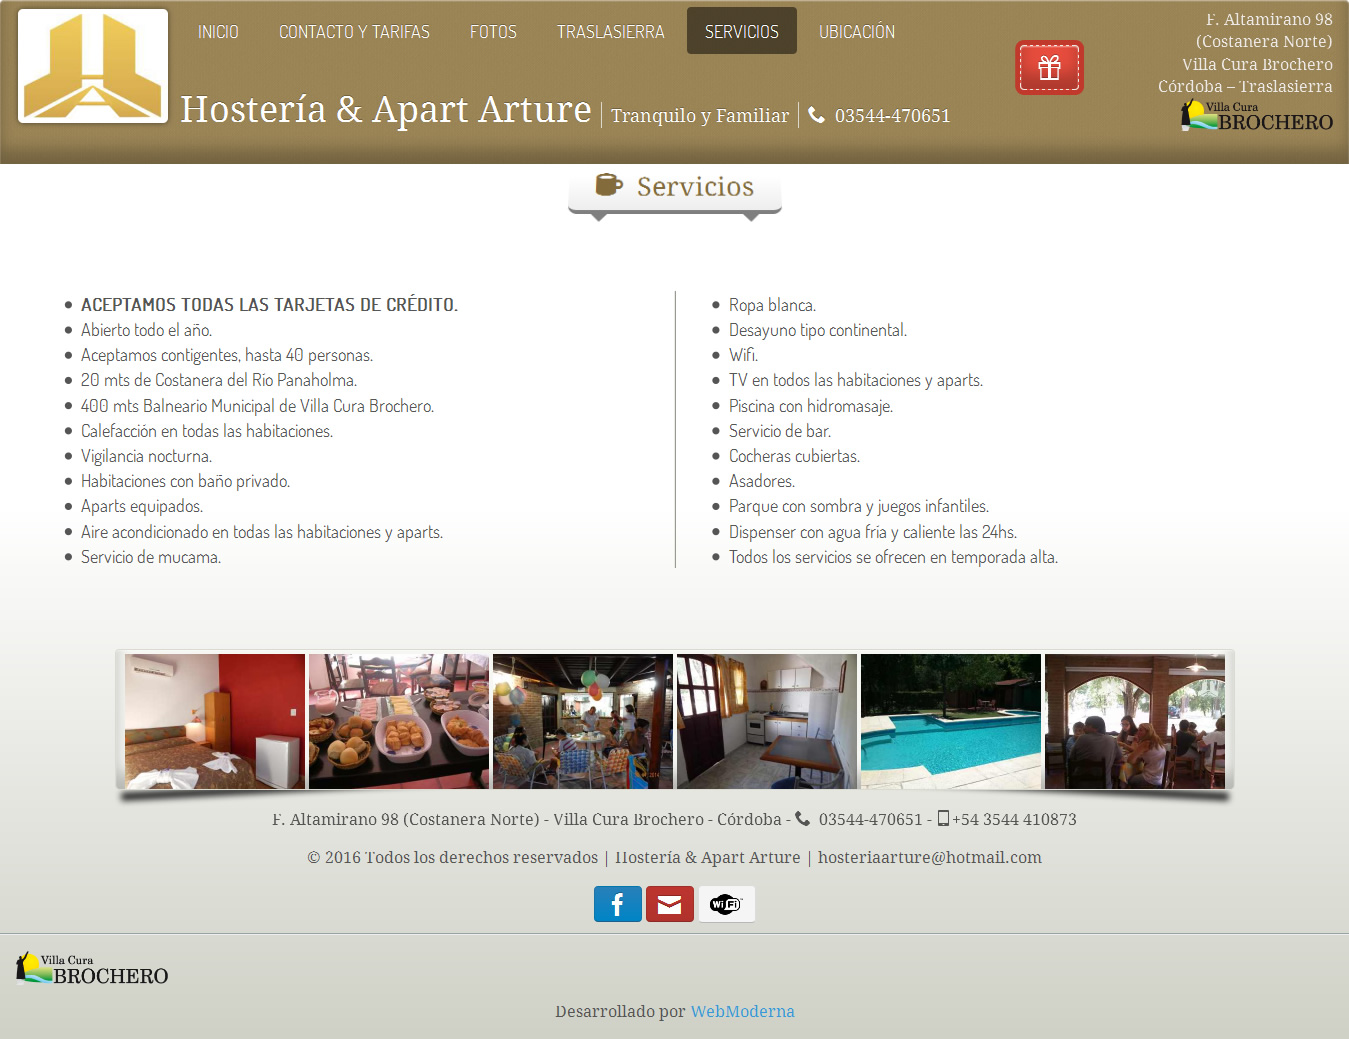 INICIO
CONTACTO Y TARIFAS
FOTOS
TRASLASIERRA
SERVICIOS
UBICACIÓN
F. Altamirano 98
(Costanera Norte)
Villa Cura Brochero
Córdoba – Traslasierra
Villa Cura
BROCHERO
Hostería & Apart Arture | Tranquilo y Familiar | 03544-470651
Servicios
ACEPTAMOS TODAS LAS TARJETAS DE CRÉDITO.
Abierto todo el año.
Aceptamos contigentes, hasta 40 personas.
20 mts de Costanera del Río Panaholma.
400 mts Balneario Municipal de Villa Cura Brochero.
Calefacción en todas las habitaciones.
Vigilancia nocturna.
Habitaciones con baño privado.
Aparts equipados.
Aire acondicionado en todas las habitaciones y aparts.
Servicio de mucama.
Ropa blanca.
Desayuno tipo continental.
Wifi.
TV en todos las habitaciones y aparts.
Piscina con hidromasaje.
Servicio de bar.
Cocheras cubiertas.
Asadores.
Parque con sombra y juegos infantiles.
Dispenser con agua fria y caliente las 24hs.
Todos los servicios se ofrecen en temporada alta.
F. Altamirano 98 (Costanera Norte) - Villa Cura Brochero - Córdoba - 03544-470651 - +54 3544 410873
© 2016 Todos los derechos reservados | Hostería & Apart Arture | hosteriaarture@hotmail.com
f
WiFi
Villa Cura
BROCHERO
Desarrollado por WebModerna